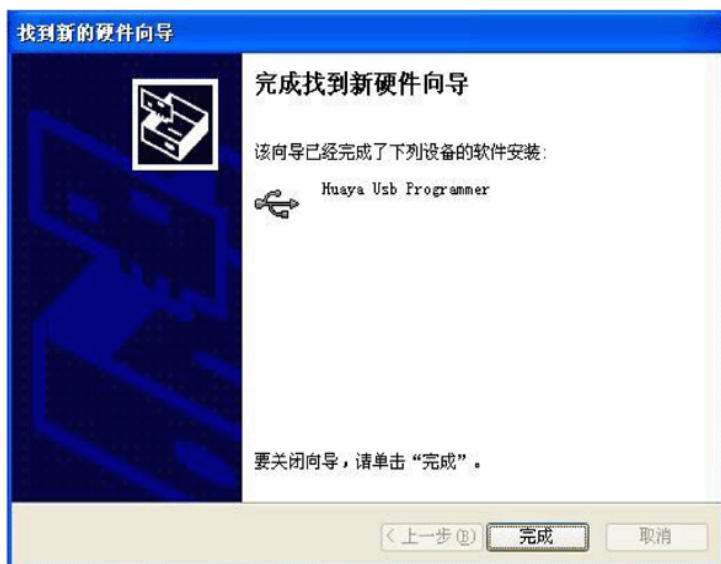 找到新的硬件向导
完成找到新硬件向导
该向导已经完成了下列设备的软件安装:
Huaya Usb Programmer
要关闭向导，请单击“完成”。
< 上一步(B)
完成
取消